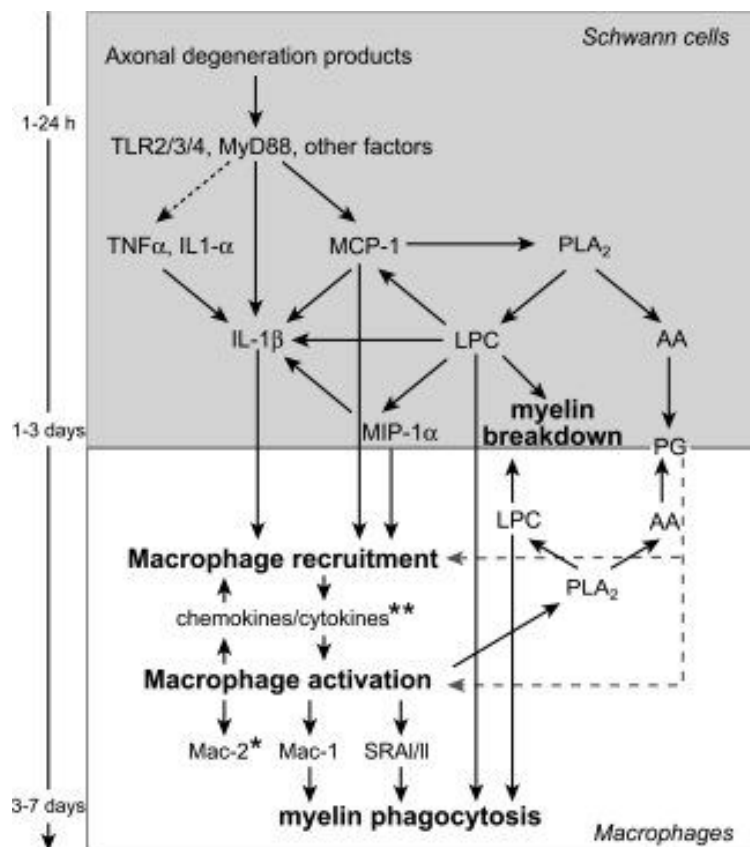 Schwann cells
Axonal degeneration products
1-24 h
TLR2/3/4, MyD88, other factors
TNFα, IL1-α
MCP-1
PLA₂
IL-1β
LPC
AA
myelin
breakdown
1-3 days
MIP-1α
PG
LPC
AA
Macrophage recruitment
PLA₂
chemokines/cytokines**
Macrophage activation
Mac-2*
Mac-1
SRAI/II
3-7 days
myelin phagocytosis
Macrophages